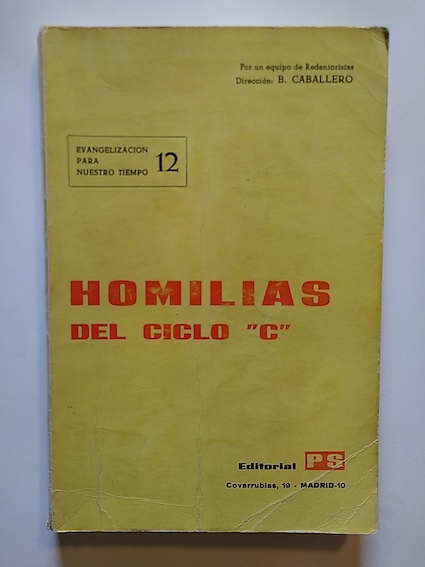 Por un equipo de Redentoristas
Dirección: B. CABALLERO
EVANGELIZACION
PARA
NUESTRO TIEMPO 12
HOMILIAS
DEL CICLO "C"
Editorial PS
Covarrubias, 19 - MADRID-10